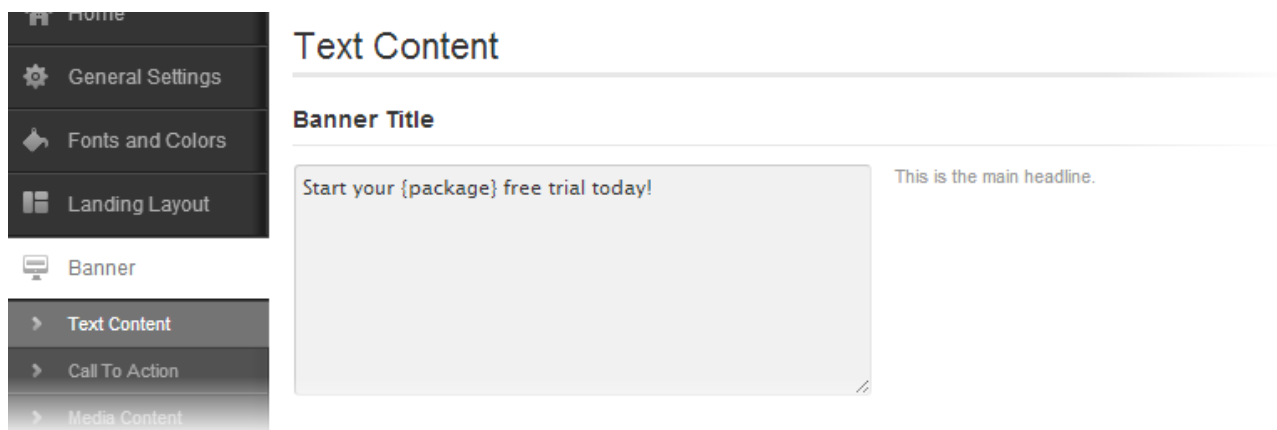 Home
General Settings
Fonts and Colors
Landing Layout
Banner
Text Content
Call To Action
Media Content
Text Content
Banner Title
Start your {package} free trial today!
This is the main headline.